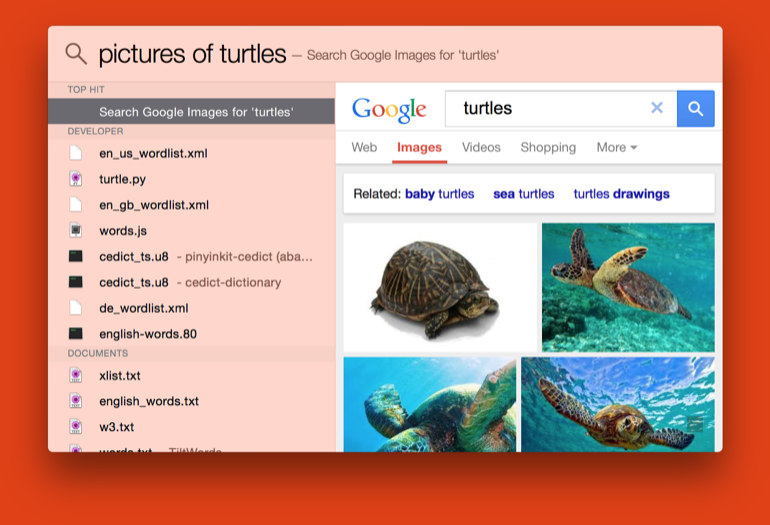 pictures of turtles — Search Google Images for 'turtles'
TOP HIT
Search Google Images for 'turtles'
DEVELOPER
en_us_wordlist.xml
turtle.py
en_gb_wordlist.xml
words.js
cedict_ts.u8 - pinyinkit-cedict (aba...
cedict_ts.u8 - cedict-dictionary
de_wordlist.xml
english-words.80
DOCUMENTS
xlist.txt
english_words.txt
w3.txt
words.txt - TiltWords
Google turtles
Web Images Videos Shopping More
Related: baby turtles sea turtles turtles drawings